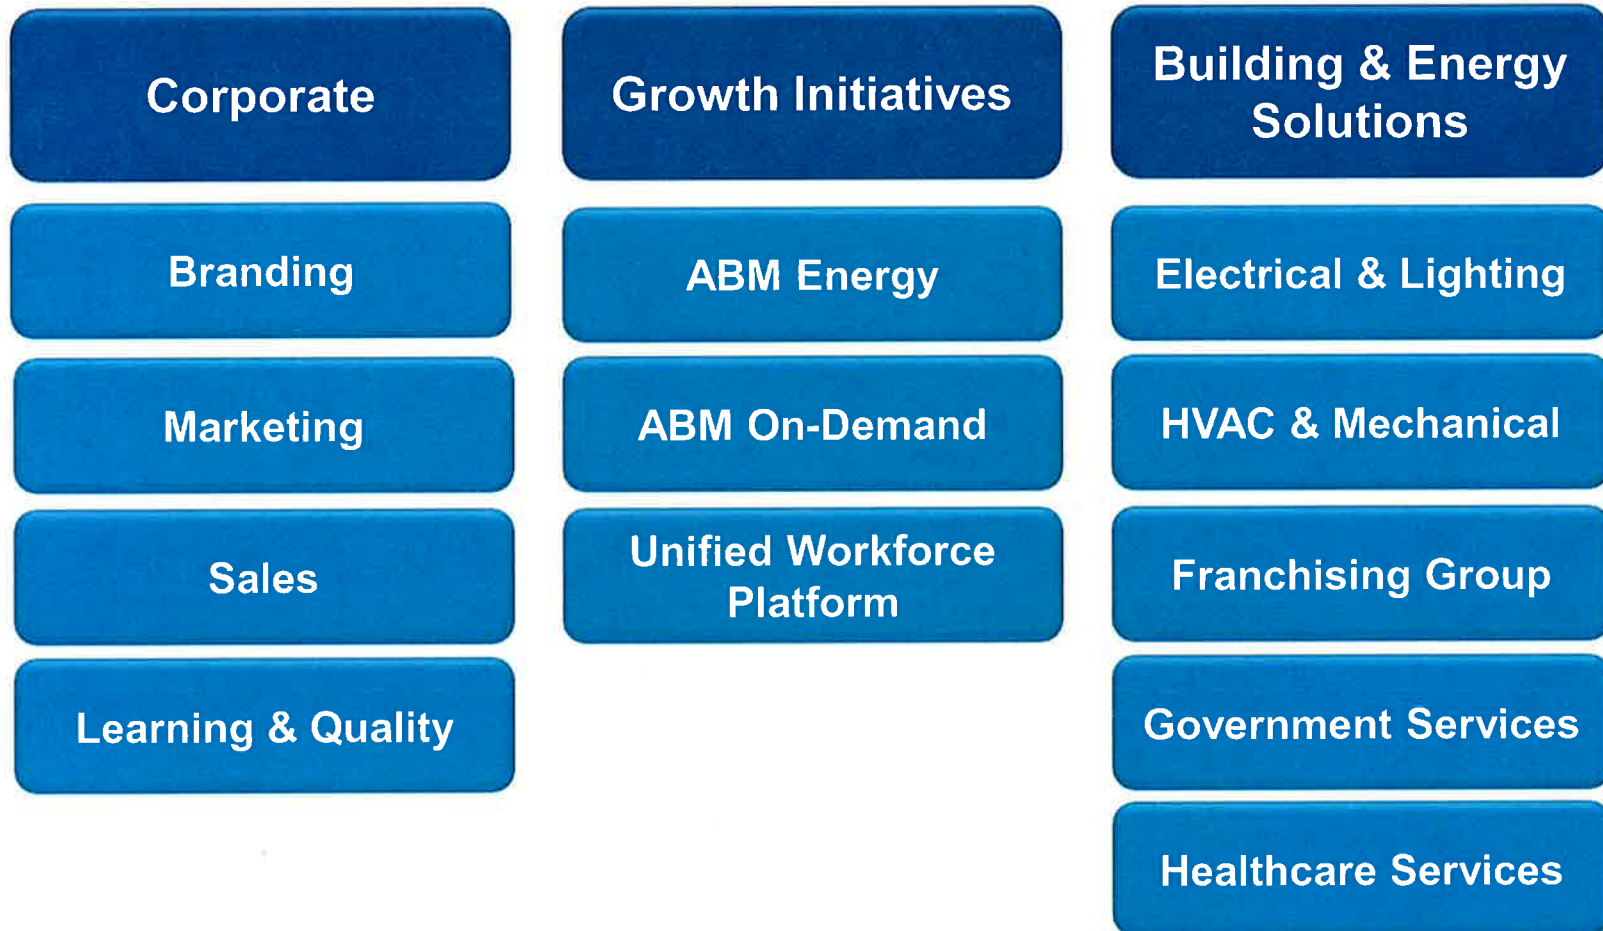 Corporate
Branding
Marketing
Sales
Learning & Quality
Growth Initiatives
ABM Energy
ABM On-Demand
Unified Workforce
Platform
Building & Energy
Solutions
Electrical & Lighting
HVAC & Mechanical
Franchising Group
Government Services
Healthcare Services